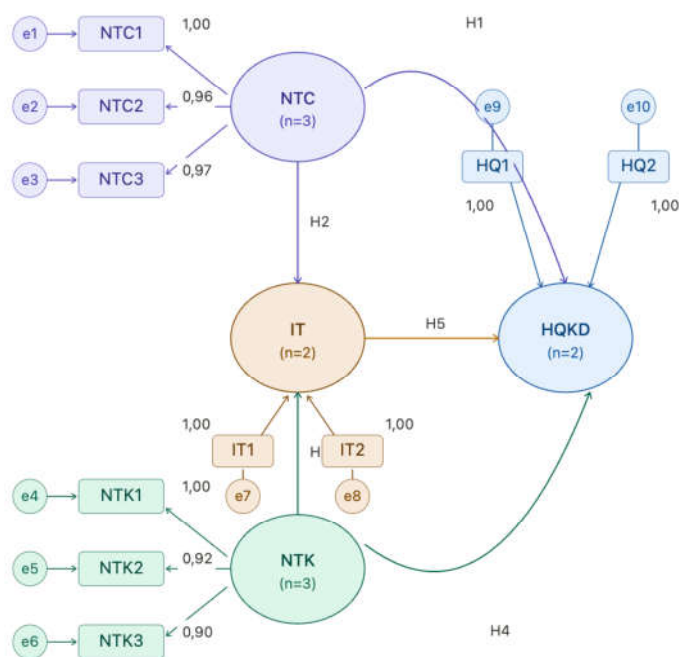 e1
NTC1
1,00
H1
e2
NTC2
0,96
NTC
(n=3)
e9
e10
e3
NTC3
0,97
HQ1
HQ2
1,00
1,00
H2
IT
(n=2)
H5
HQKD
(n=2)
1,00
1,00
IT1
H
IT2
e4
NTK1
1,00
e7
e8
e5
NTK2
0,92
NTK
(n=3)
e6
NTK3
0,90
H4